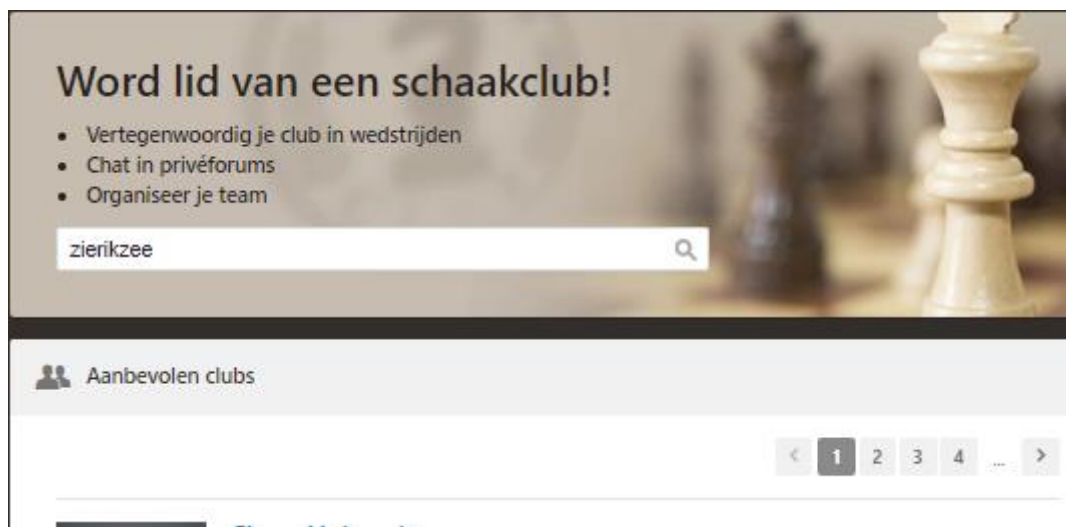 Word lid van een schaakclub!
• Vertegenwoordig je club in wedstrijden
• Chat in privéforums
• Organiseer je team
zierikzee
Aanbevolen clubs
< 1 2 3 4 ... >